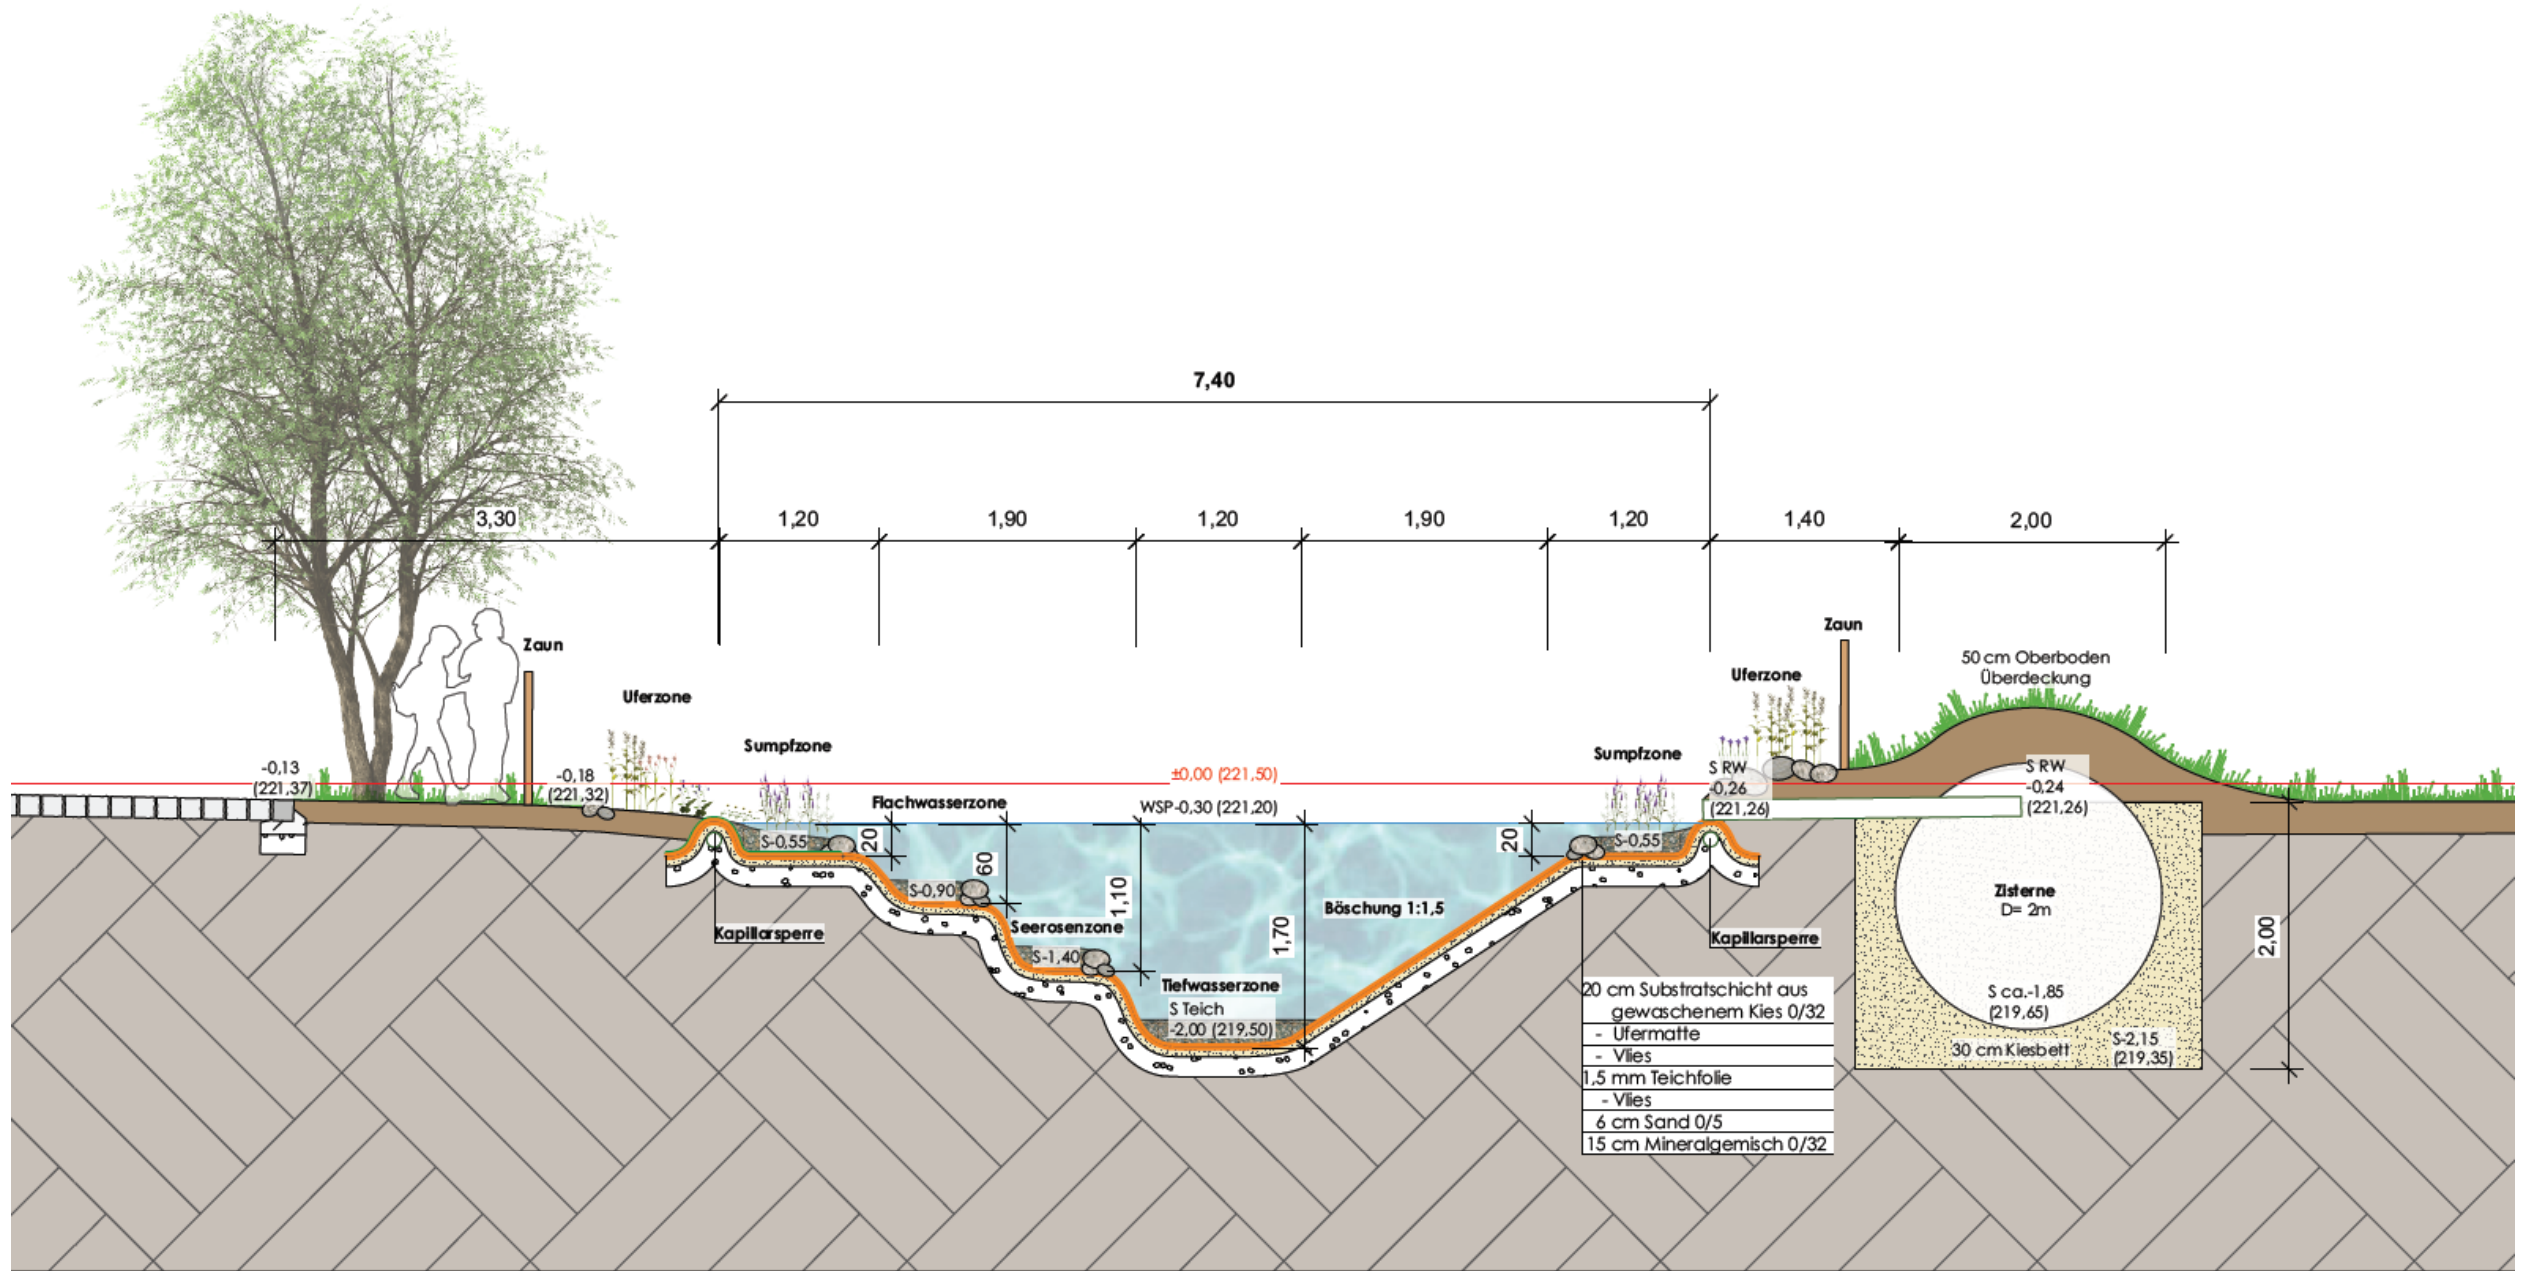 7,40
3,30
1,20
1,90
1,20
1,90
1,20
1,40
2,00
Zaun
Zaun
50 cm Oberboden
Überdeckung
Uferzone
Uferzone
Sumpfzone
Sumpfzone
-0,13
(221,37)
-0,18
(221,32)
±0,00 (221,50)
S RW
-0,26
(221,26)
S RW
-0,24
(221,26)
Flachwasserzone
WSP-0,30 (221,20)
S-0,55
20
20
S-0,55
60
S-0,90
1,10
Zisterne
D= 2m
Böschung 1:1,5
Kapillarsperre
Seerosenzone
1,70
Kapillarsperre
2,00
S-1,40
Tiefwasserzone
S Teich
-2,00 (219,50)
20 cm Substratschicht aus
gewaschenem Kies 0/32
- Ufermatte
- Vlies
1,5 mm Teichfolie
- Vlies
6 cm Sand 0/5
15 cm Mineralgemisch 0/32
S ca.-1,85
(219,65)
30 cm Kiesbett
S-2,15
(219,35)